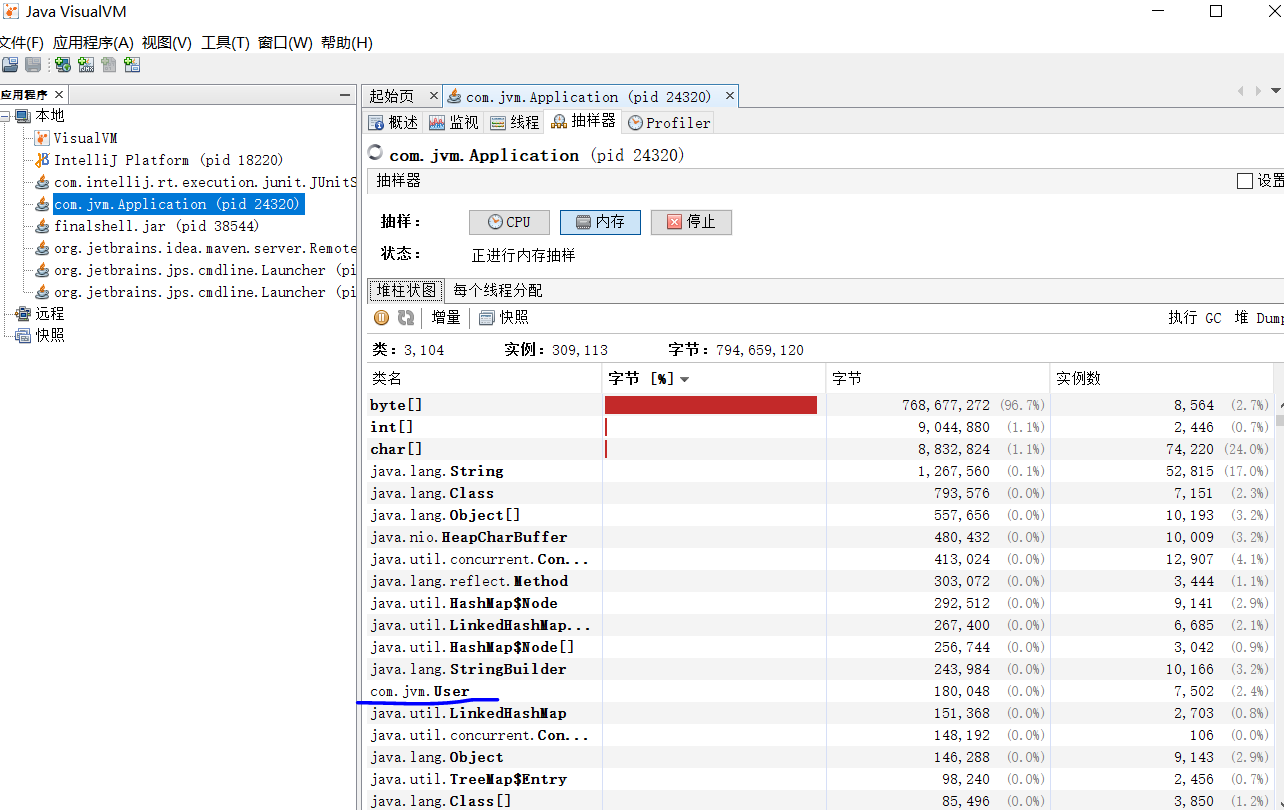 Java VisualVM
文件(F) 应用程序(A) 视图(V) 工具(T) 窗口(W) 帮助(H)
应用程序
本地
VisualVM
IntelliJ Platform (pid 18220)
com.intellij.rt.execution.junit.JUnitS
com.jvm.Application (pid 24320)
finalshell.jar (pid 38544)
org.jetbrains.idea.maven.server.Remote
org.jetbrains.jps.cmdline.Launcher (pi
org.jetbrains.jps.cmdline.Launcher (pi
远程
快照
起始页 com.jvm.Application (pid 24320)
概述 监视 线程 抽样器 Profiler
com.jvm.Application (pid 24320)
抽样器 设置
抽样： CPU 内存 停止
状态： 正进行内存抽样
堆柱状图 每个线程分配
增量 快照 执行 GC 堆 Dump
类：3,104 实例：309,113 字节：794,659,120
类名 字节 [%] 字节 实例数
byte[] 768,677,272 (96.7%) 8,564 (2.7%)
int[] 9,044,880 (1.1%) 2,446 (0.7%)
char[] 8,832,824 (1.1%) 74,220 (24.0%)
java.lang.String 1,267,560 (0.1%) 52,815 (17.0%)
java.lang.Class 793,576 (0.0%) 7,151 (2.3%)
java.lang.Object[] 557,656 (0.0%) 10,193 (3.2%)
java.nio.HeapCharBuffer 480,432 (0.0%) 10,009 (3.2%)
java.util.concurrent.Con... 413,024 (0.0%) 12,907 (4.1%)
java.lang.reflect.Method 303,072 (0.0%) 3,444 (1.1%)
java.util.HashMap$Node 292,512 (0.0%) 9,141 (2.9%)
java.util.LinkedHashMap... 267,400 (0.0%) 6,685 (2.1%)
java.util.HashMap$Node[] 256,744 (0.0%) 3,042 (0.9%)
java.lang.StringBuilder 243,984 (0.0%) 10,166 (3.2%)
com.jvm.User 180,048 (0.0%) 7,502 (2.4%)
java.util.LinkedHashMap 151,368 (0.0%) 2,703 (0.8%)
java.util.concurrent.Con... 148,192 (0.0%) 106 (0.0%)
java.lang.Object 146,288 (0.0%) 9,143 (2.9%)
java.util.TreeMap$Entry 98,240 (0.0%) 2,456 (0.7%)
java.lang.Class[] 85,496 (0.0%) 3,850 (1.2%)